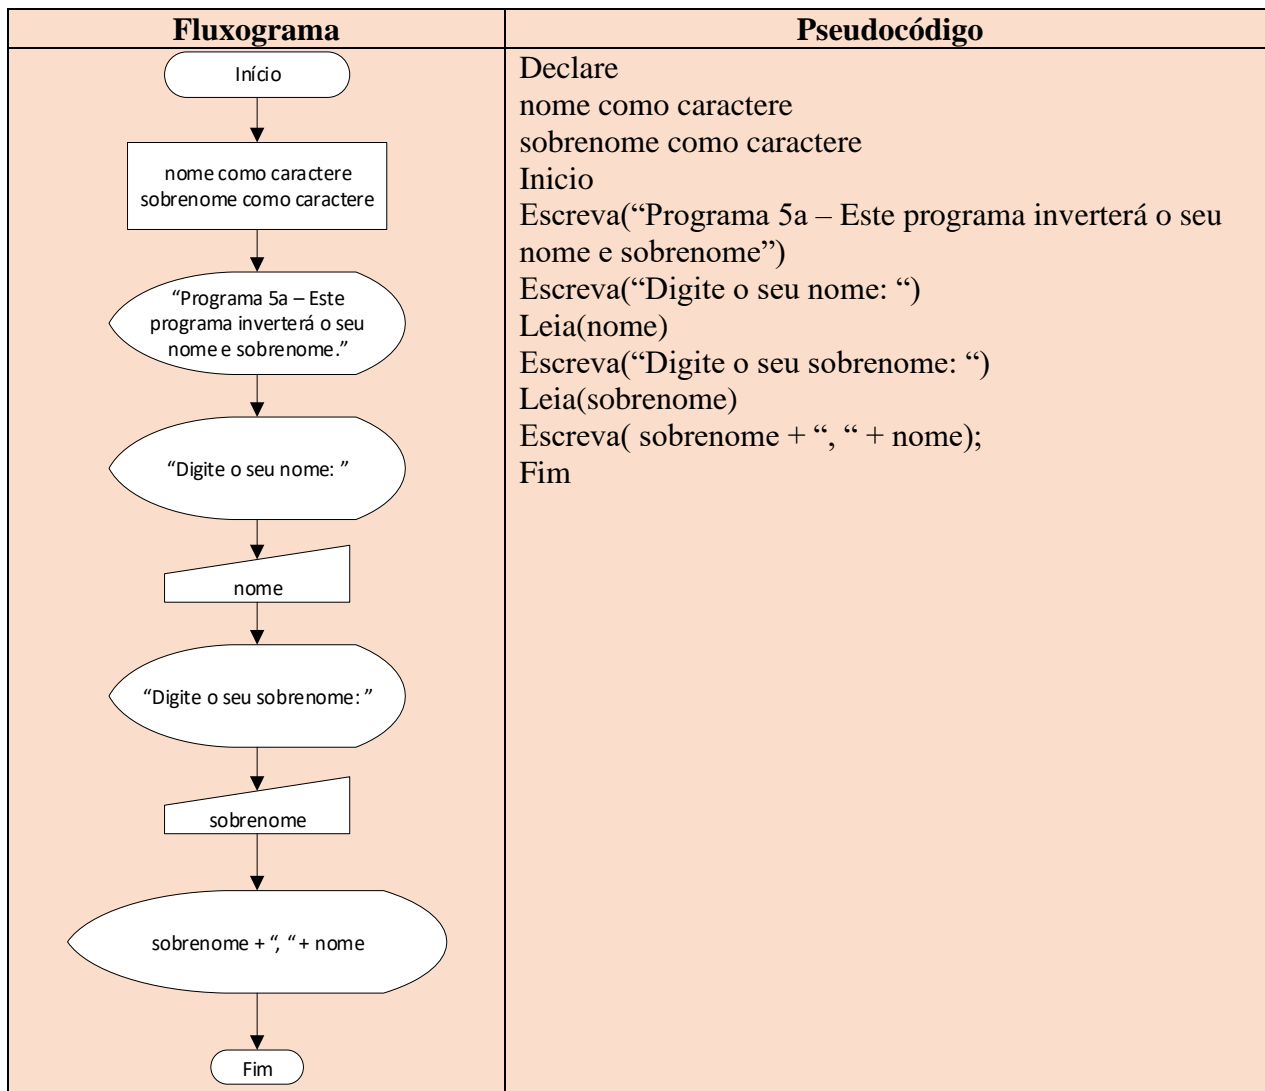 Fluxograma
Pseudocódigo
Início
nome como caractere
sobrenome como caractere
“Programa 5a – Este
programa inverterá o seu
nome e sobrenome.”
“Digite o seu nome: ”
nome
“Digite o seu sobrenome: ”
sobrenome
sobrenome + “, “ + nome
Fim
Declare
nome como caractere
sobrenome como caractere
Inicio
Escreva(“Programa 5a – Este programa inverterá o seu
nome e sobrenome”)
Escreva(“Digite o seu nome: “)
Leia(nome)
Escreva(“Digite o seu sobrenome: “)
Leia(sobrenome)
Escreva( sobrenome + “, “ + nome);
Fim